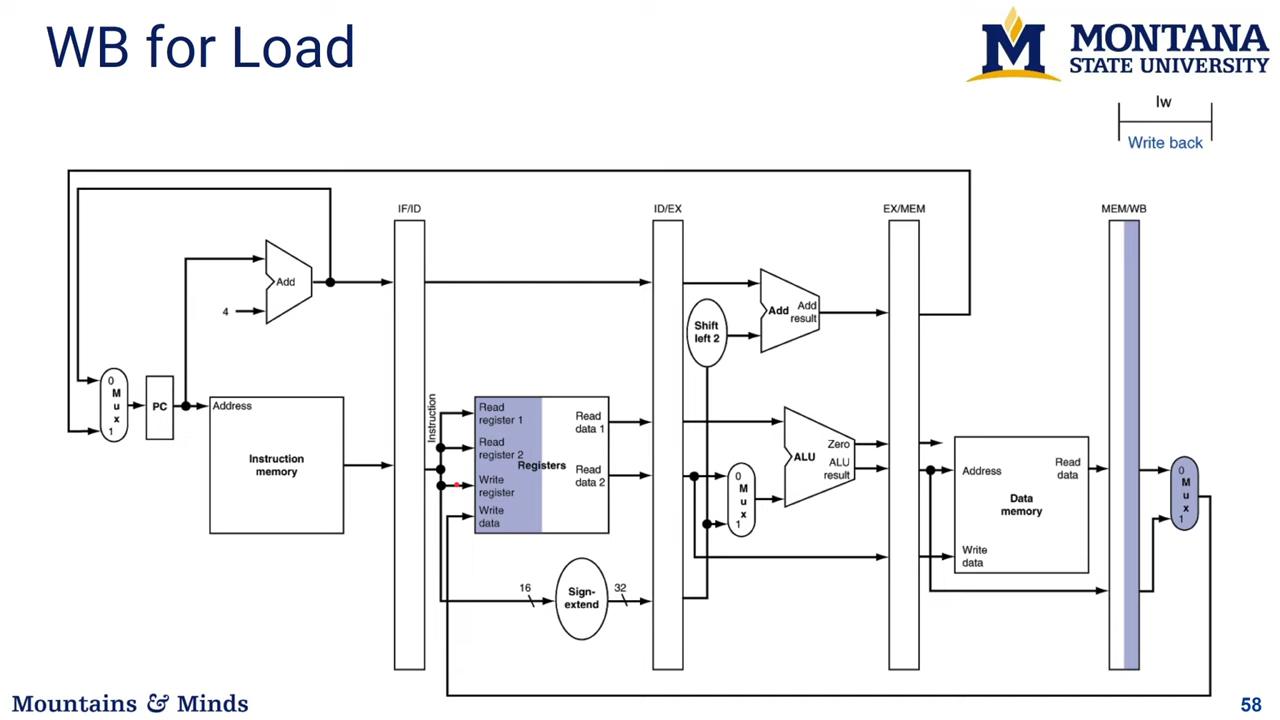 WB for Load
MONTANA
STATE UNIVERSITY
lw
Write back
IF/ID
ID/EX
EX/MEM
MEM/WB
Add
4
Shift
left 2
Add
Add
result
0
M
u
x
1
PC
Address
Instruction
memory
Instruction
Read
register 1
Read
register 2
Registers
Write
register
Write
data
Read
data 1
Read
data 2
16
Sign-
extend
32
0
M
u
x
1
ALU
Zero
ALU
result
Address
Read
data
Data
memory
Write
data
0
M
u
x
1
Mountains & Minds
58